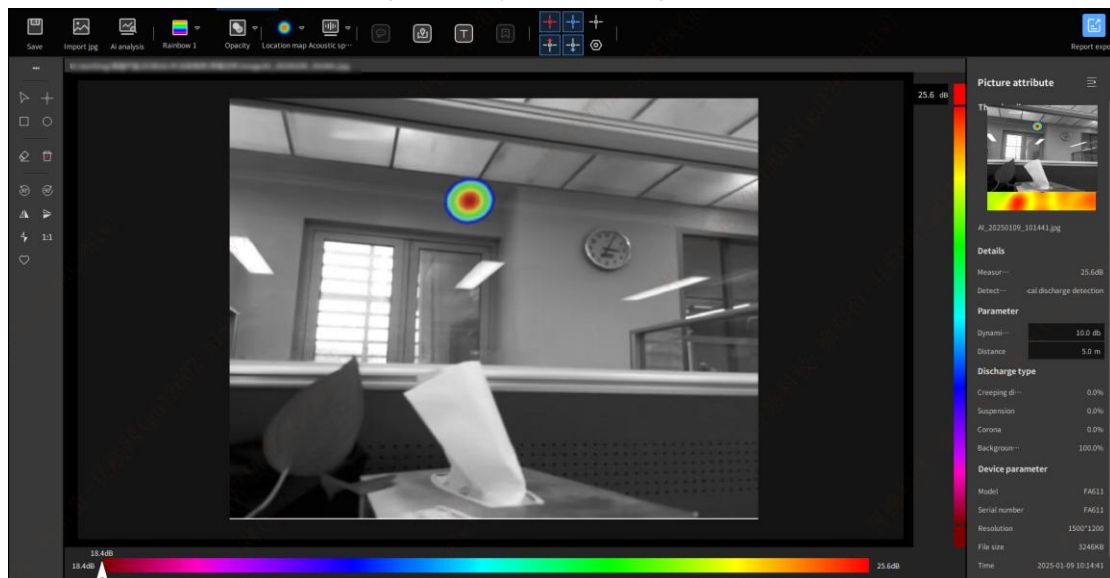 Save
Import jpg
Ai analysis
Rainbow 1
Opacity
Location map
Acoustic sp···
Report expo
25.6 dB
Picture attribute
AI_20250109_101441.jpg
Details
Measur··· 25.6dB
Detect··· ·cal discharge detection
Parameter
Dynami··· 10.0 db
Distance 5.0 m
Discharge type
Creeping di··· 0.0%
Suspension 0.0%
Corona 0.0%
Backgroun··· 100.0%
Device parameter
Model FA611
Serial number FA611
Resolution 1500*1200
File size 3246KB
Time 2025-01-09 10:14:41
1:1
18.4dB
18.4dB
25.6dB